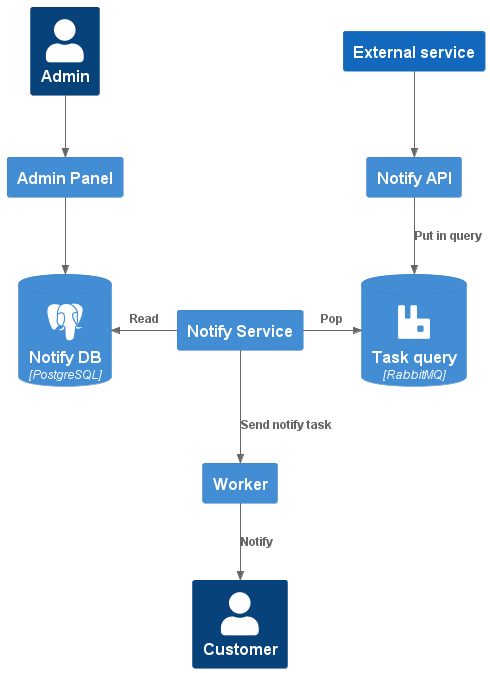 Admin
External service
Admin Panel
Notify API
Put in query
Notify DB
[PostgreSQL]
Read
Notify Service
Pop
Task query
[RabbitMQ]
Send notify task
Worker
Notify
Customer